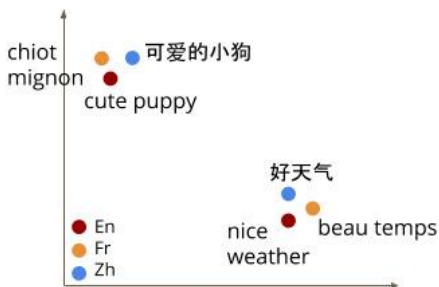 chiot
mignon
可爱的小狗
cute puppy
好天气
nice
weather
beau temps
En
Fr
Zh